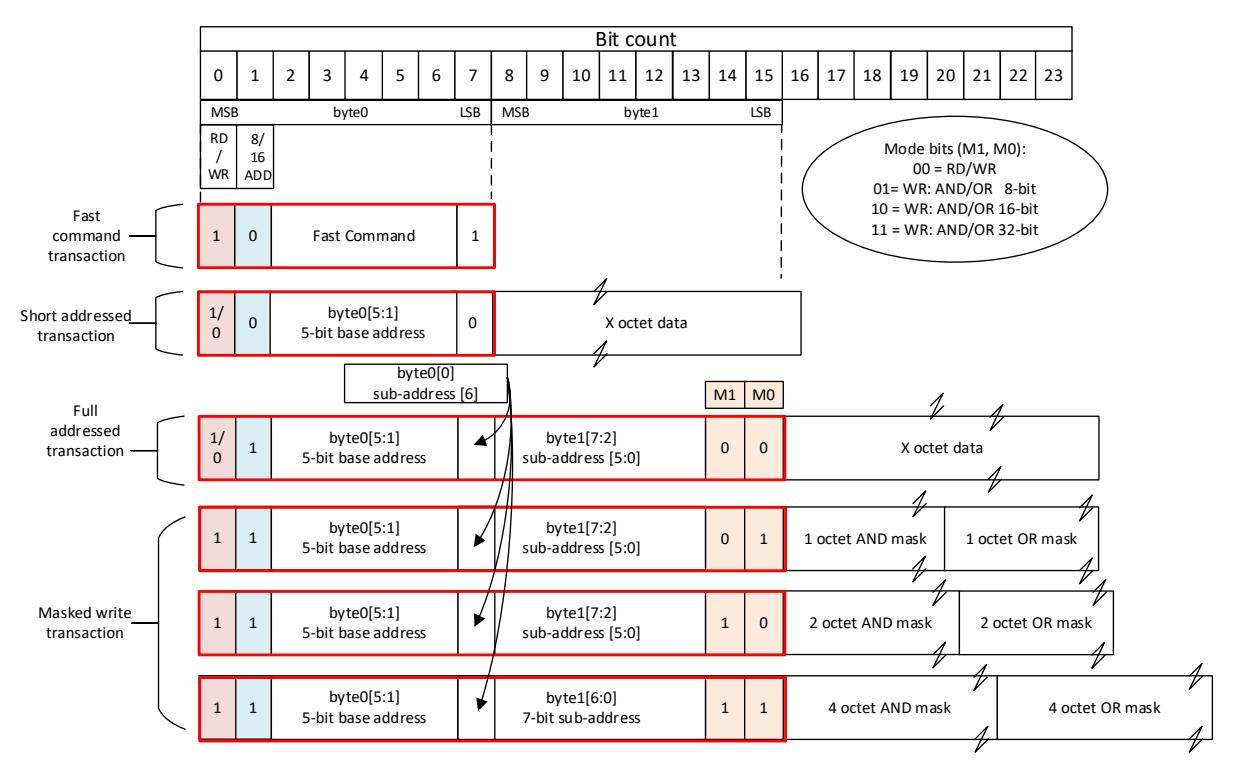 Bit count
0 1 2 3 4 5 6 7 8 9 10 11 12 13 14 15 16 17 18 19 20 21 22 23
MSB byte0 LSB MSB byte1 LSB
RD
/
WR
8/
16
ADD
Mode bits (M1, M0):
00 = RD/WR
01= WR: AND/OR 8-bit
10 = WR: AND/OR 16-bit
11 = WR: AND/OR 32-bit
Fast
command
transaction
1 0 Fast Command 1
Short addressed
transaction
1/
0
0
byte0[5:1]
5-bit base address
0
X octet data
byte0[0]
sub-address [6]
M1 M0
Full
addressed
transaction
1/
0
1
byte0[5:1]
5-bit base address
byte1[7:2]
sub-address [5:0]
0 0
X octet data
Masked write
transaction
1 1
byte0[5:1]
5-bit base address
byte1[7:2]
sub-address [5:0]
0 1
1 octet AND mask
1 octet OR mask
1 1
byte0[5:1]
5-bit base address
byte1[7:2]
sub-address [5:0]
1 0
2 octet AND mask
2 octet OR mask
1 1
byte0[5:1]
5-bit base address
byte1[6:0]
7-bit sub-address
1 1
4 octet AND mask
4 octet OR mask